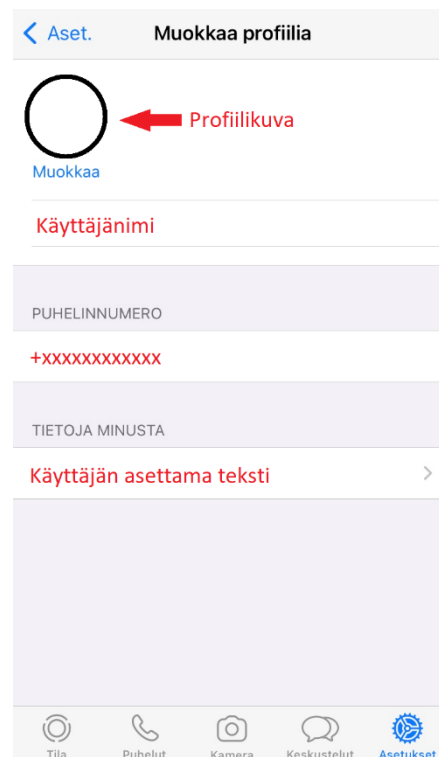 Aset. Muokkaa profiilia
Profiilikuva
Muokkaa
Käyttäjänimi
PUHELINNUMERO
+xxxxxxxxxxxx
TIETOJA MINUSTA
Käyttäjän asettama teksti
Tila Puhelut Kamera Keskustelut Asetukset